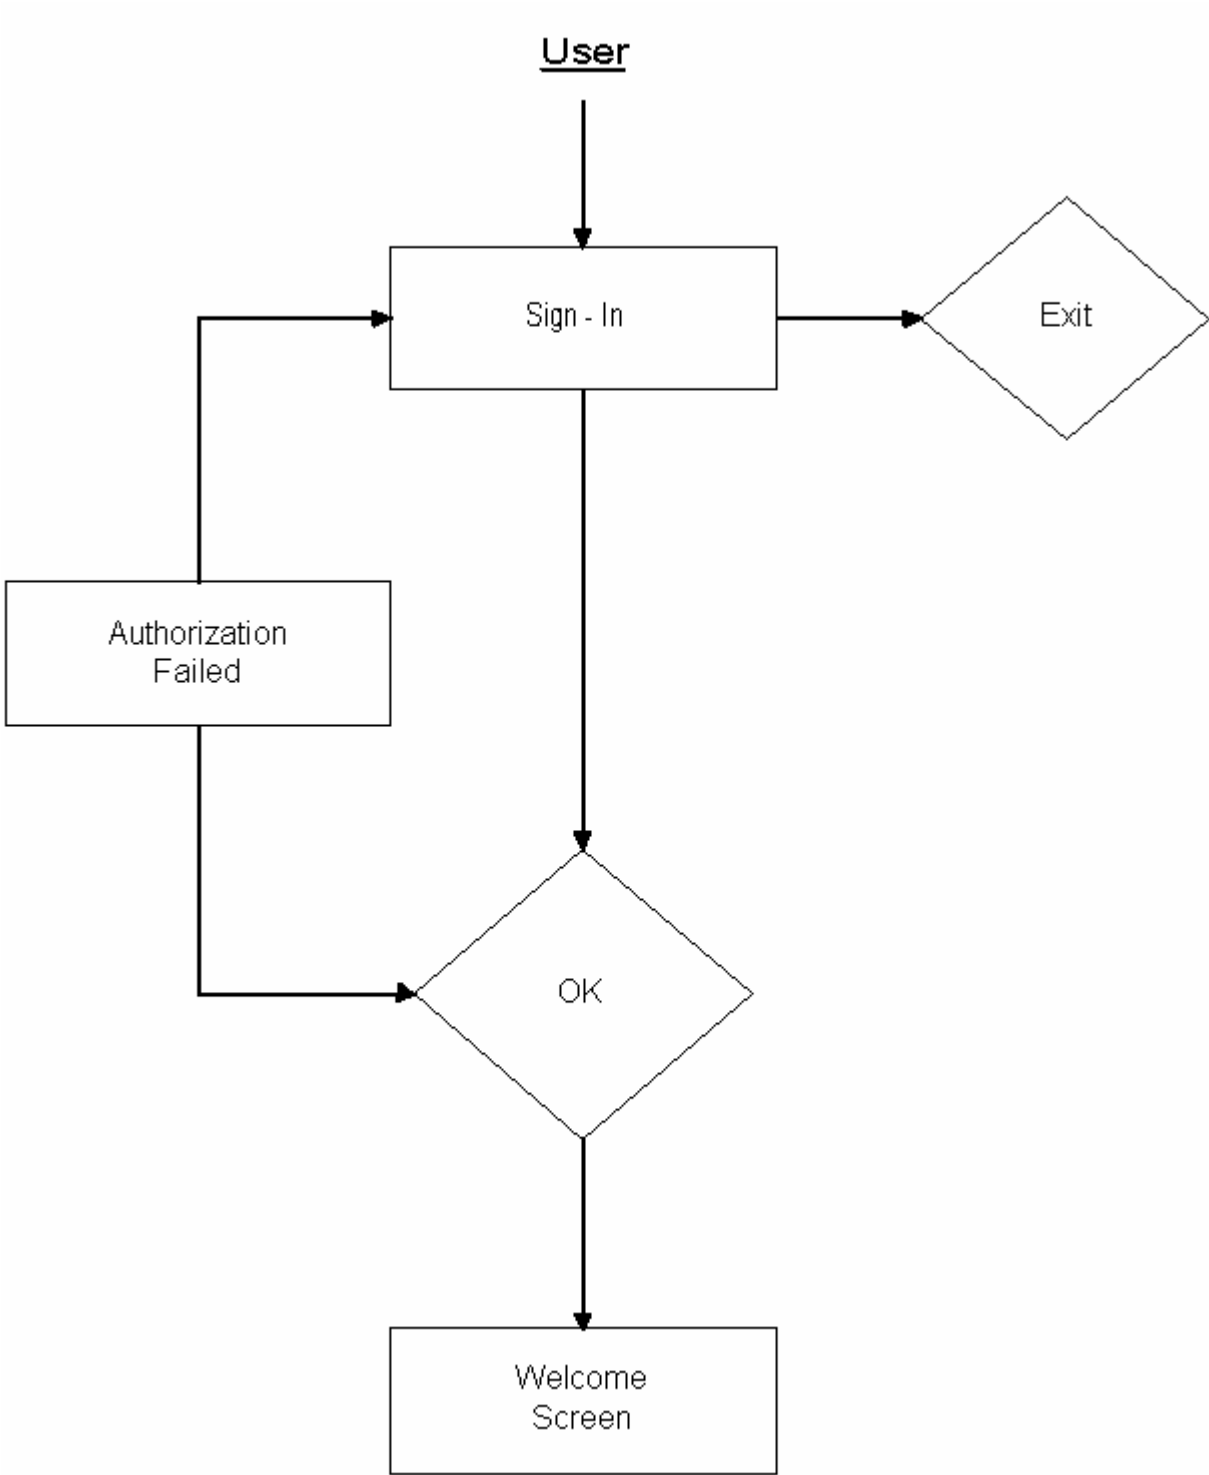 User
Sign - In
Exit
Authorization
Failed
OK
Welcome
Screen